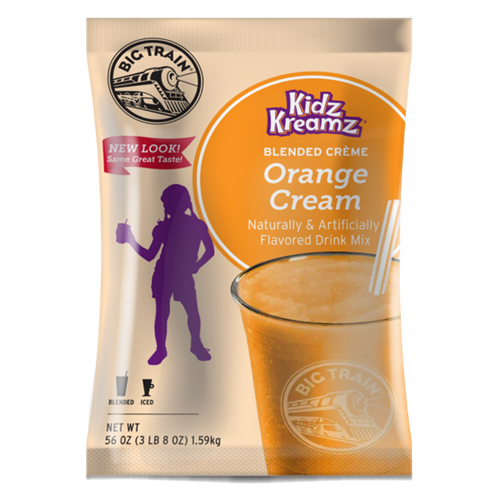 BIG TRAIN®
NEW LOOK!
Same Great Taste!
Kidz
Kreamz™
BLENDED CRÈME
Orange
Cream
Naturally & Artificially
Flavored Drink Mix
BIG TRAIN
BLENDED
ICED
NET WT
56 OZ (3 LB 8 OZ) 1.59kg